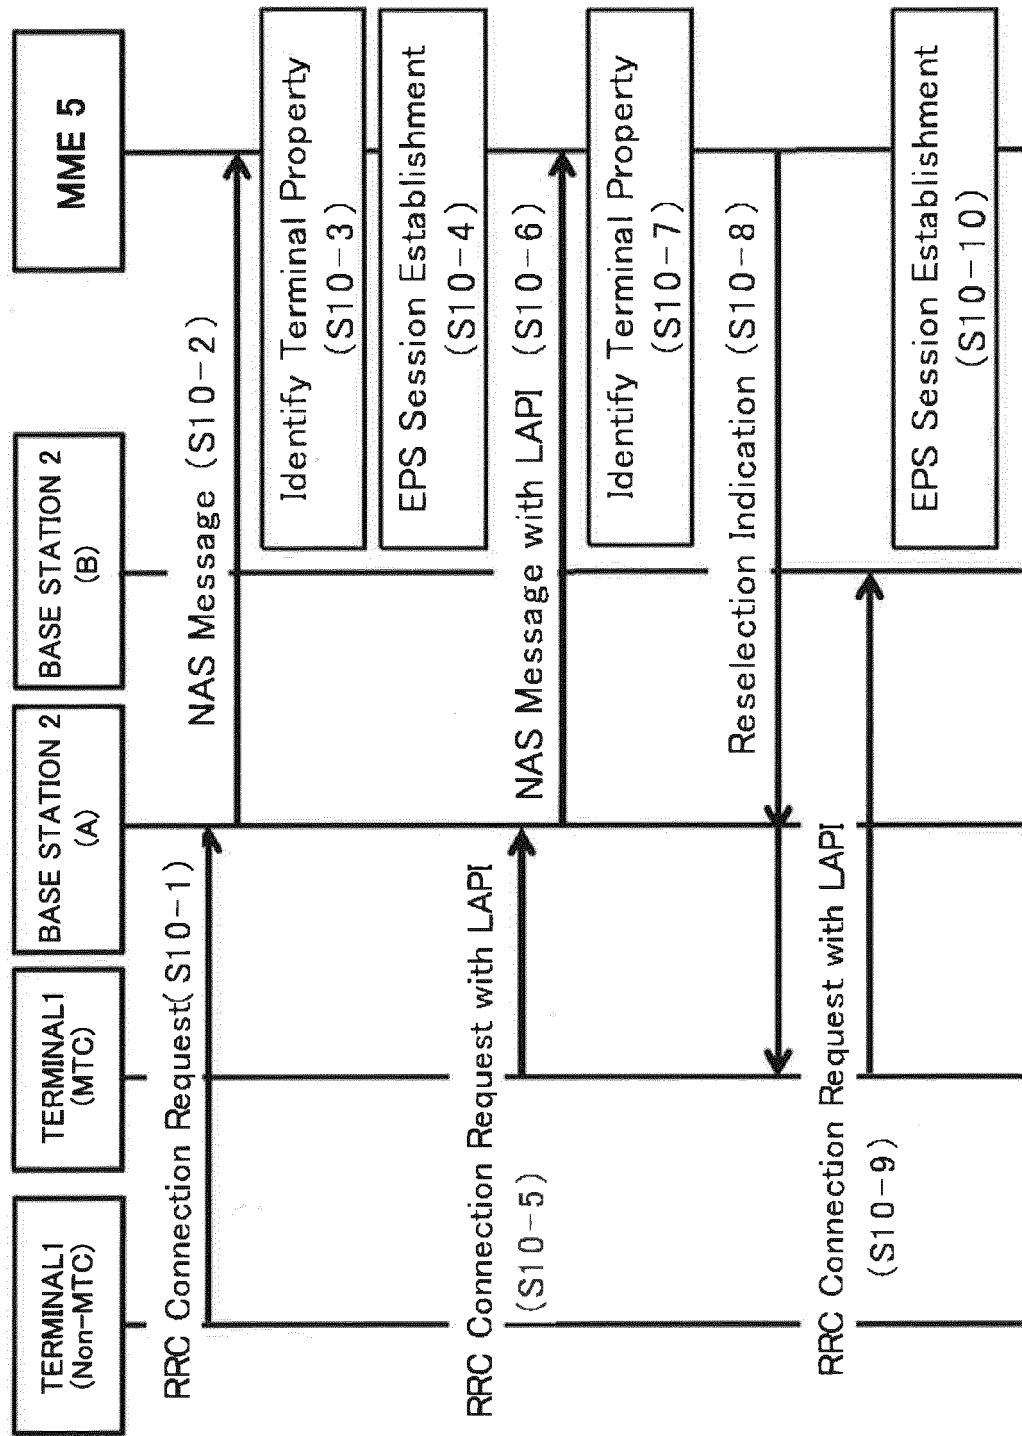 TERMINAL1
(Non-MTC)
TERMINAL1
(MTC)
BASE STATION 2
(A)
BASE STATION 2
(B)
MME 5
RRC Connection Request(S10-1)
NAS Message (S10-2)
Identify Terminal Property
(S10-3)
EPS Session Establishment
(S10-4)
RRC Connection Request with LAPI
(S10-5)
NAS Message with LAPI (S10-6)
Identify Terminal Property
(S10-7)
Reselection Indication (S10-8)
RRC Connection Request with LAPI
(S10-9)
EPS Session Establishment
(S10-10)